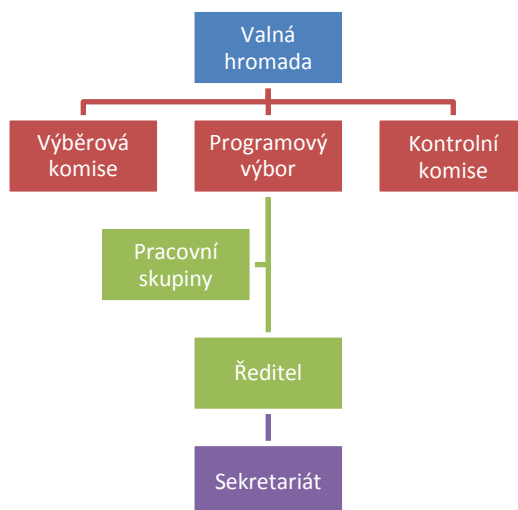 Valná
hromada
Výběrová
komise
Programový
výbor
Kontrolní
komise
Pracovní
skupiny
Ředitel
Sekretariát